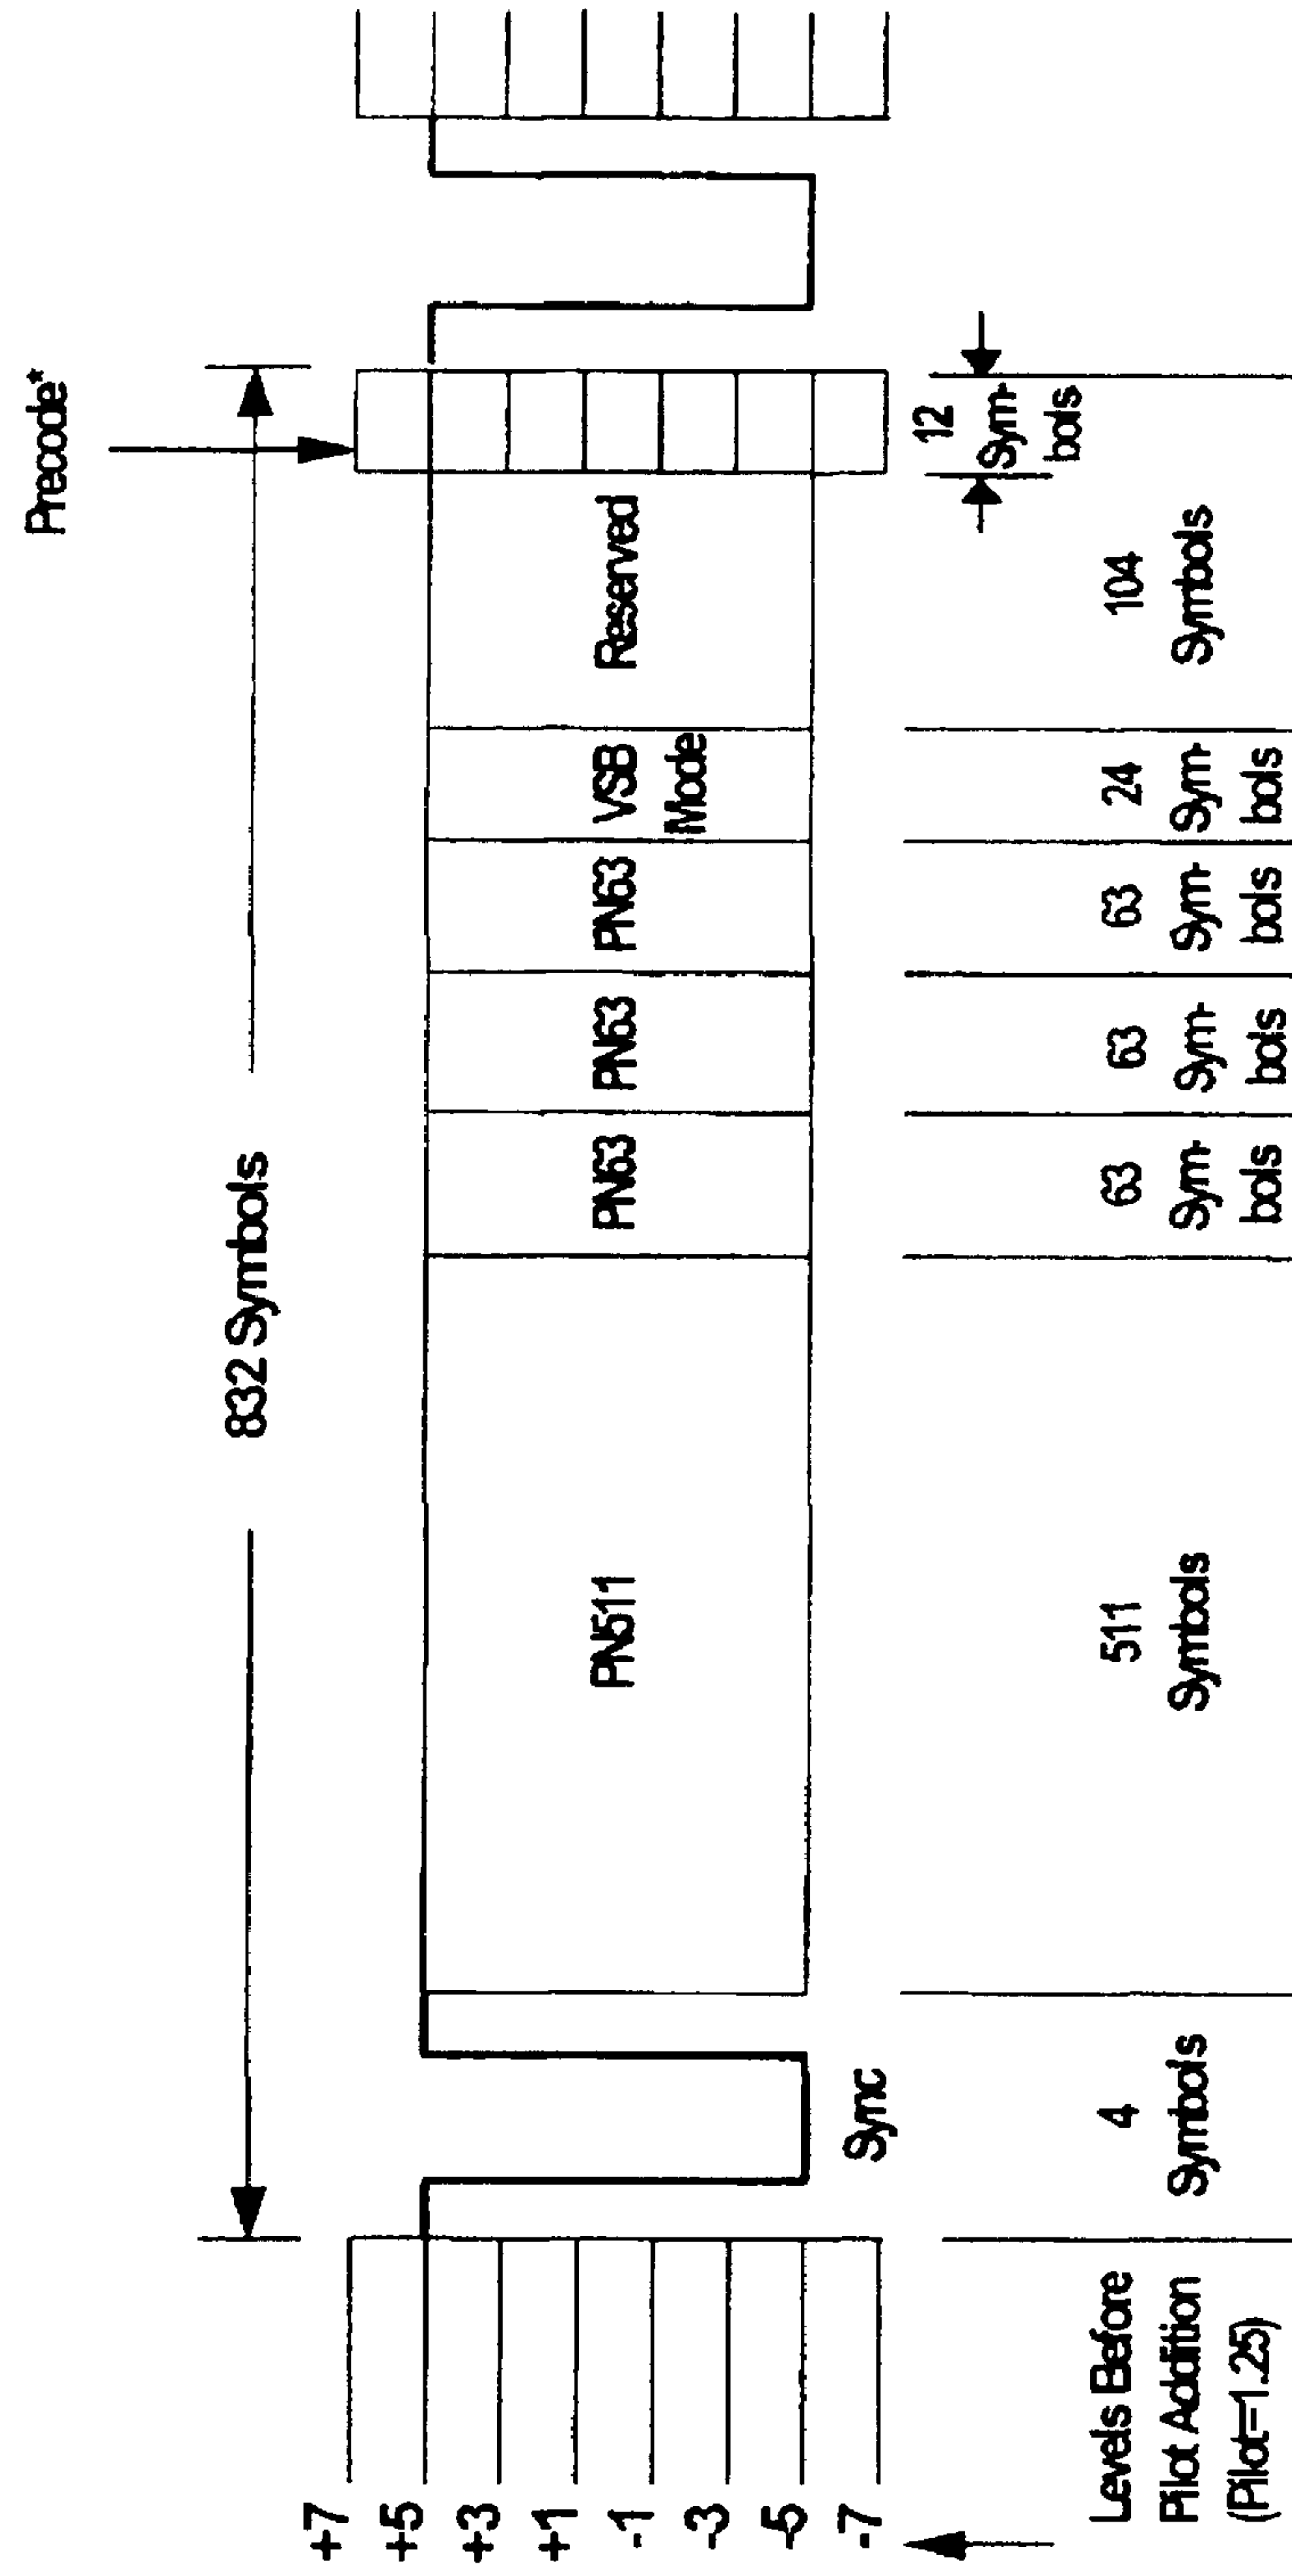 Precode*
832 Symbols
+7
+5
+3
+1
-1
-3
-5
-7
PN511
PN63
PN63
PN63
VSB
Mode
Reserved
Sync
12
Sym-
bols
Levels Before
Pilot Addition
(Pilot=1.25)
4
Symbols
511
Symbols
63
Sym-
bols
63
Sym-
bols
63
Sym-
bols
24
Sym-
bols
104
Symbols